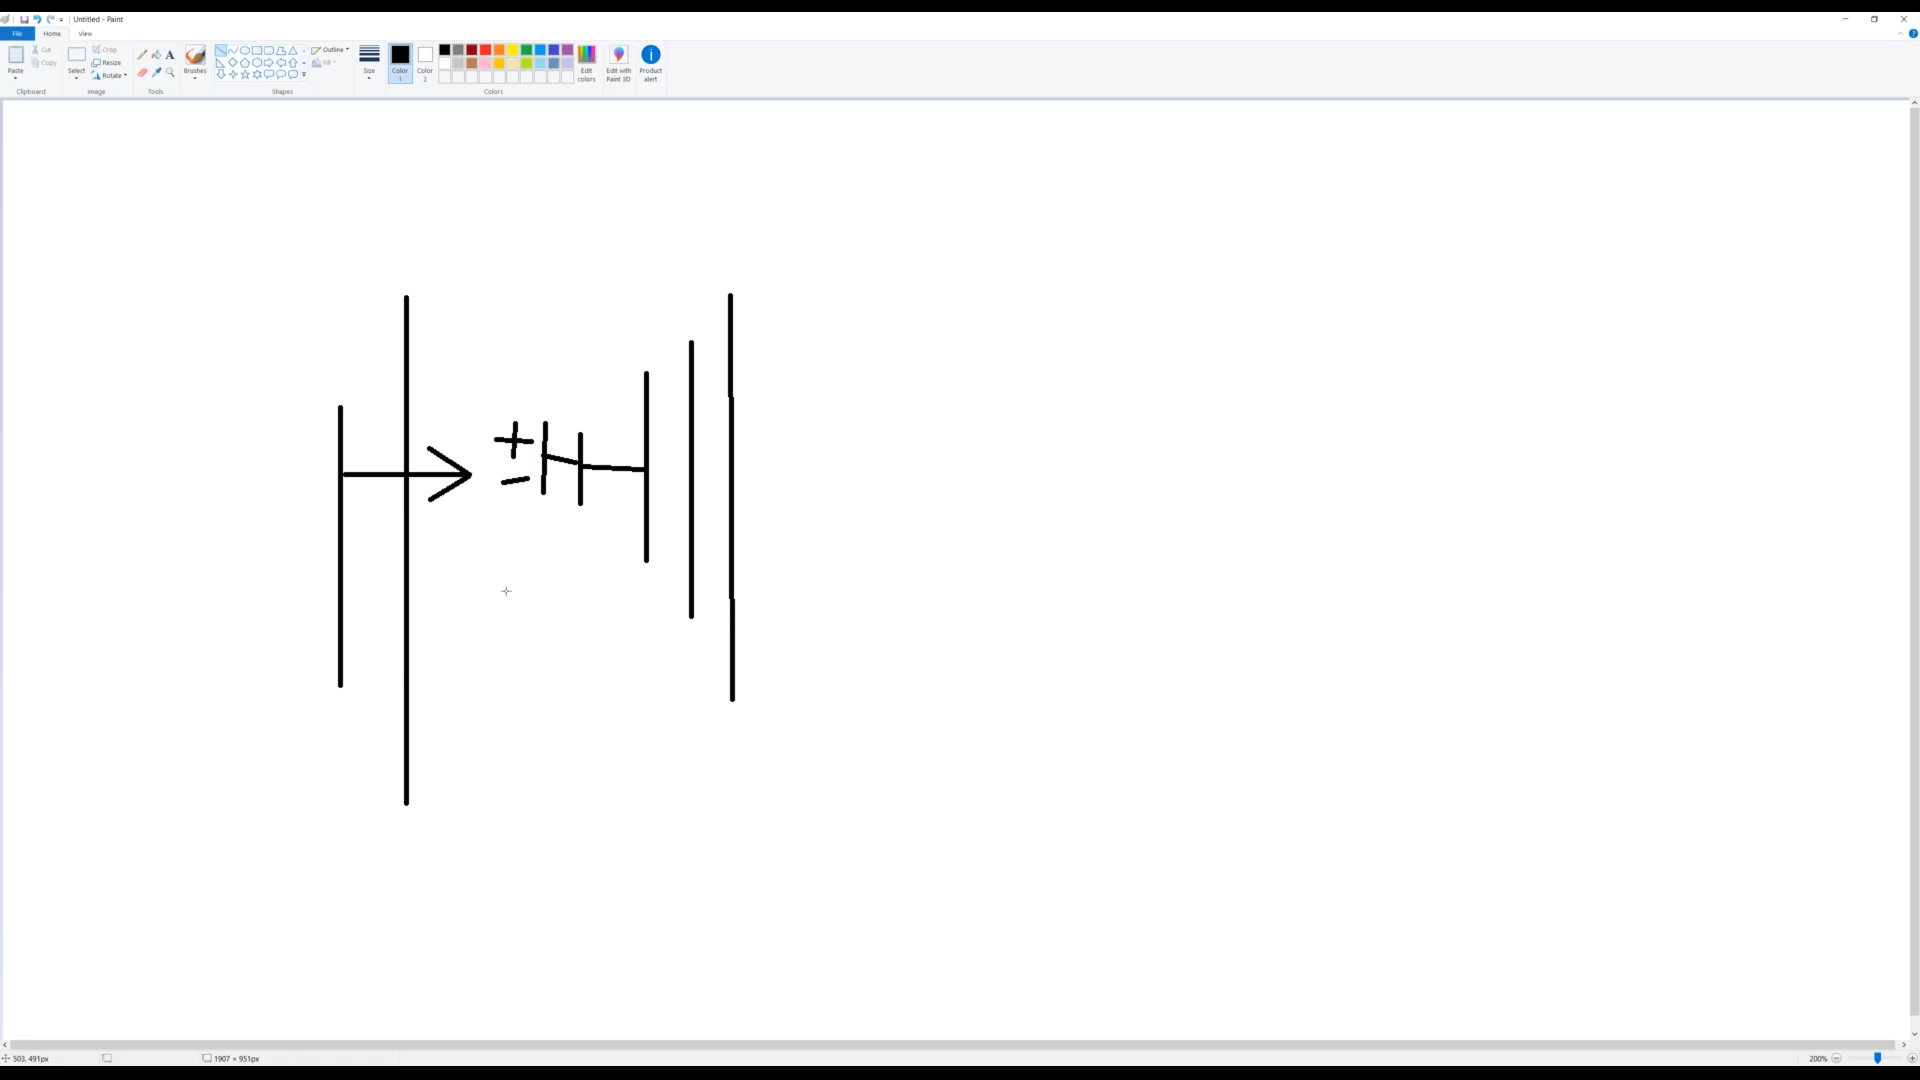 Untitled - Paint
File Home View
Paste
Cut
Copy
Clipboard
Select
Crop
Resize
Rotate
Image
Tools
Brushes
Outline
Fill
Shapes
Size
Color 1
Color 2
Edit colors
Colors
Edit with Paint 3D
Product alert
+
-
503, 491px
1907 × 951px
200%